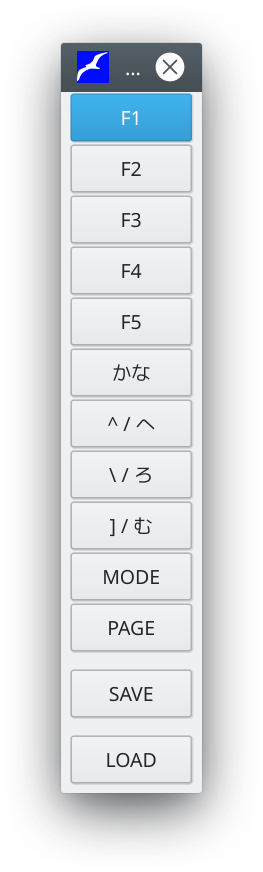 ...
F1
F2
F3
F4
F5
かな
^ / へ
\ / ろ
] / む
MODE
PAGE
SAVE
LOAD